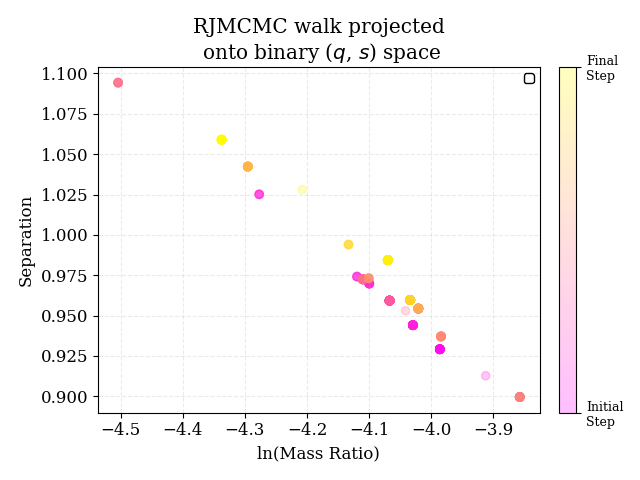 RJMCMC walk projected
onto binary (q, s) space
Final
Step
1.100
1.075
1.050
1.025
1.000
0.975
0.950
0.925
0.900
Separation
Initial
Step
−4.5 −4.4 −4.3 −4.2 −4.1 −4.0 −3.9
ln(Mass Ratio)